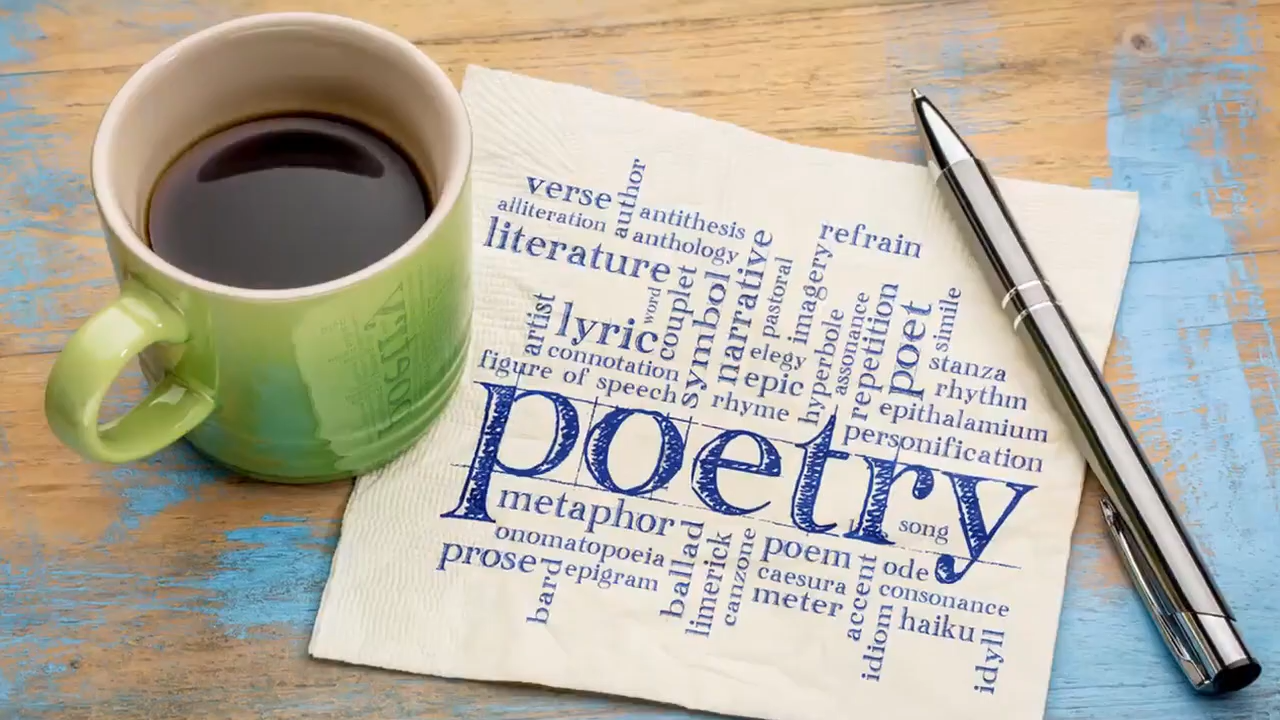 verse
author
alliteration
antithesis
literature
anthology
refrain
word
couplet
symbol
narrative
pastoral
imagery
artist
lyric
connotation
figure of speech
elegy
epic
rhyme
hyperbole
assonance
repetition
poet
simile
stanza
rhythm
epithalamium
personification
poetry
song
metaphor
onomatopoeia
prose
bard
epigram
ballad
limerick
canzone
poem
caesura
meter
accent
idiom
ode
consonance
haiku
idyll